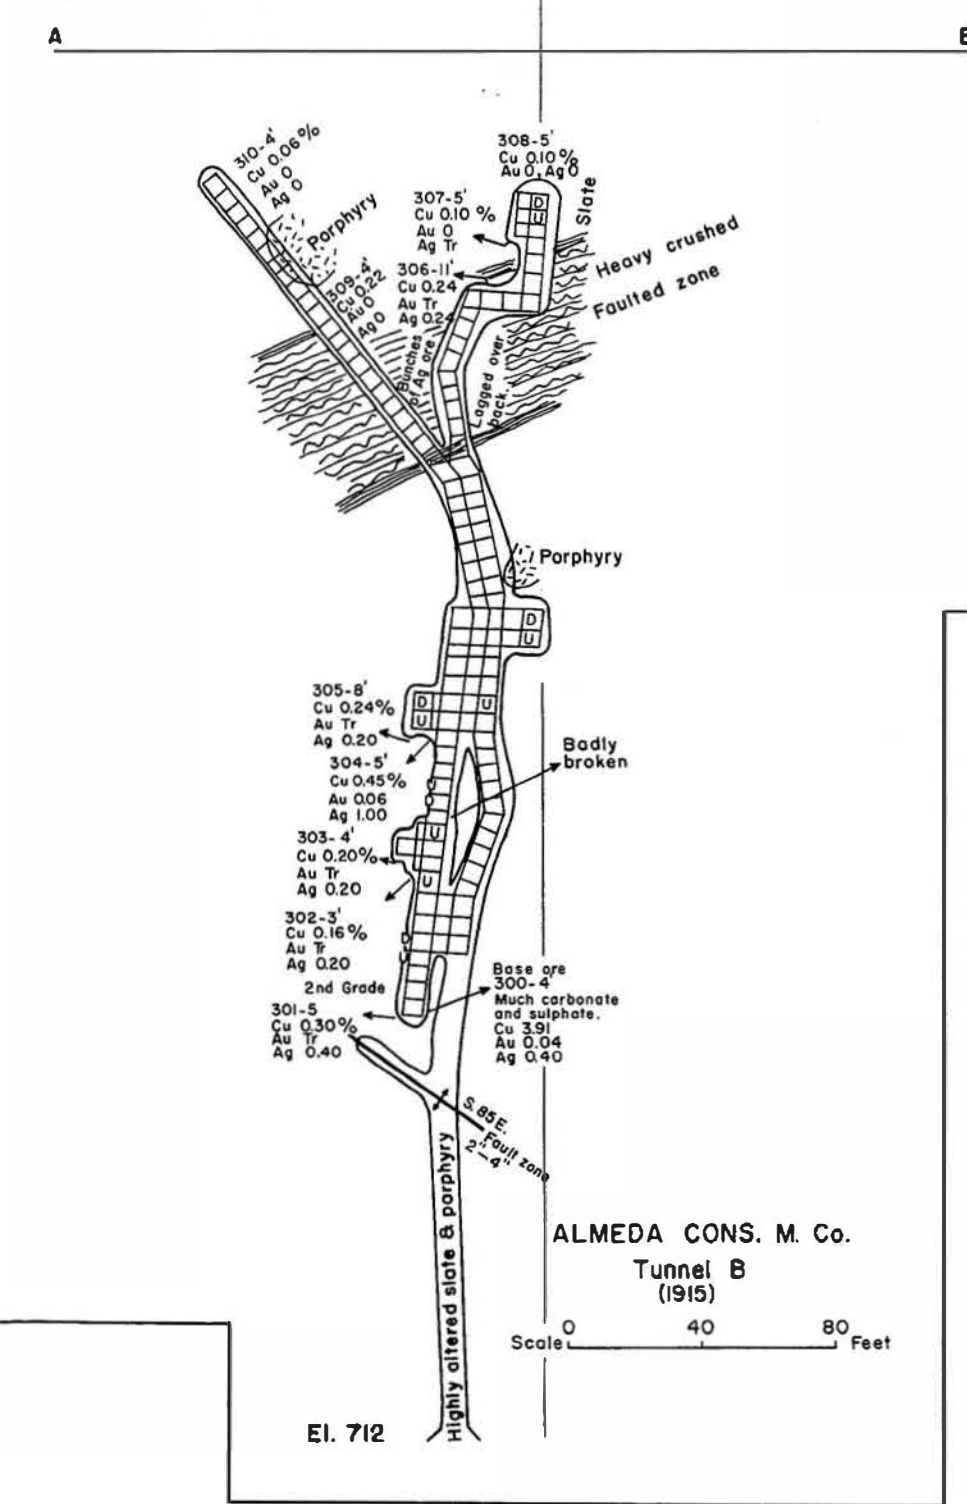 A
E
310-4'
Cu 0.06%
Au 0
Ag 0
Porphyry
309-4'
Cu 0.22
Au 0
Ag 0
308-5'
Cu 0.10%
Au 0, Ag 0
307-5'
Cu 0.10 %
Au 0
Ag Tr
306-11'
Cu 0.24
Au Tr
Ag 0.24
D
U
Slate
Heavy crushed
Faulted zone
Bunches
of Ag ore
Lagged over
back.
Porphyry
D
U
305-8'
Cu 0.24%
Au Tr
Ag 0.20
D
U
U
304-5'
Cu 0.45%
Au 0.06
Ag 1.00
U
D
Badly
broken
303-4'
Cu 0.20%
Au Tr
Ag 0.20
U
U
302-3'
Cu 0.16%
Au Tr
Ag 0.20
D
U
2nd Grade
301-5
Cu 0.30%
Au Tr
Ag 0.40
Base ore
300-4'
Much carbonate
and sulphate.
Cu 3.91
Au 0.04
Ag 0.40
S. 85 E.
Fault zone
2"-4"
Highly altered slate & porphyry
ALMEDA CONS. M. Co.
Tunnel B
(1915)
0 40 80
Scale Feet
El. 712